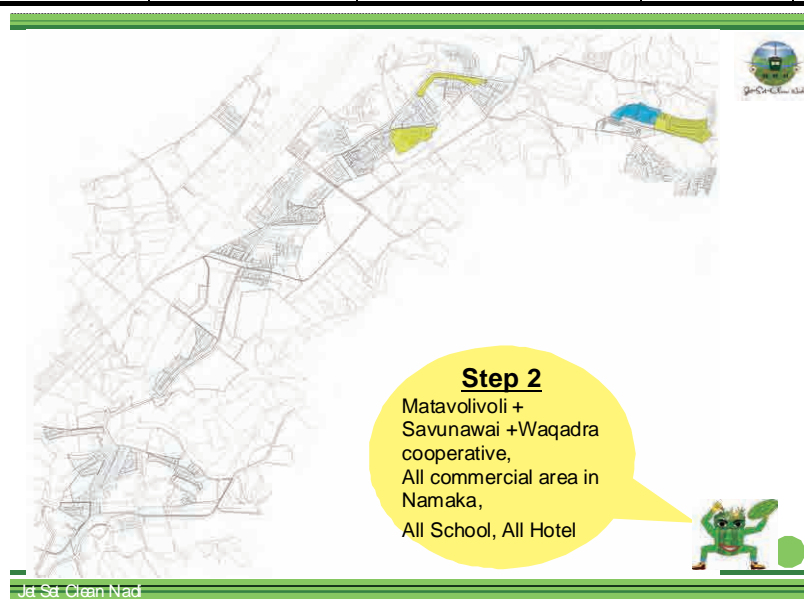 Step 2
Matavolivoli +
Savunawai +Waqadra
cooperative,
All commercial area in
Namaka,
All School, All Hotel
Jet Set Clean Nadi